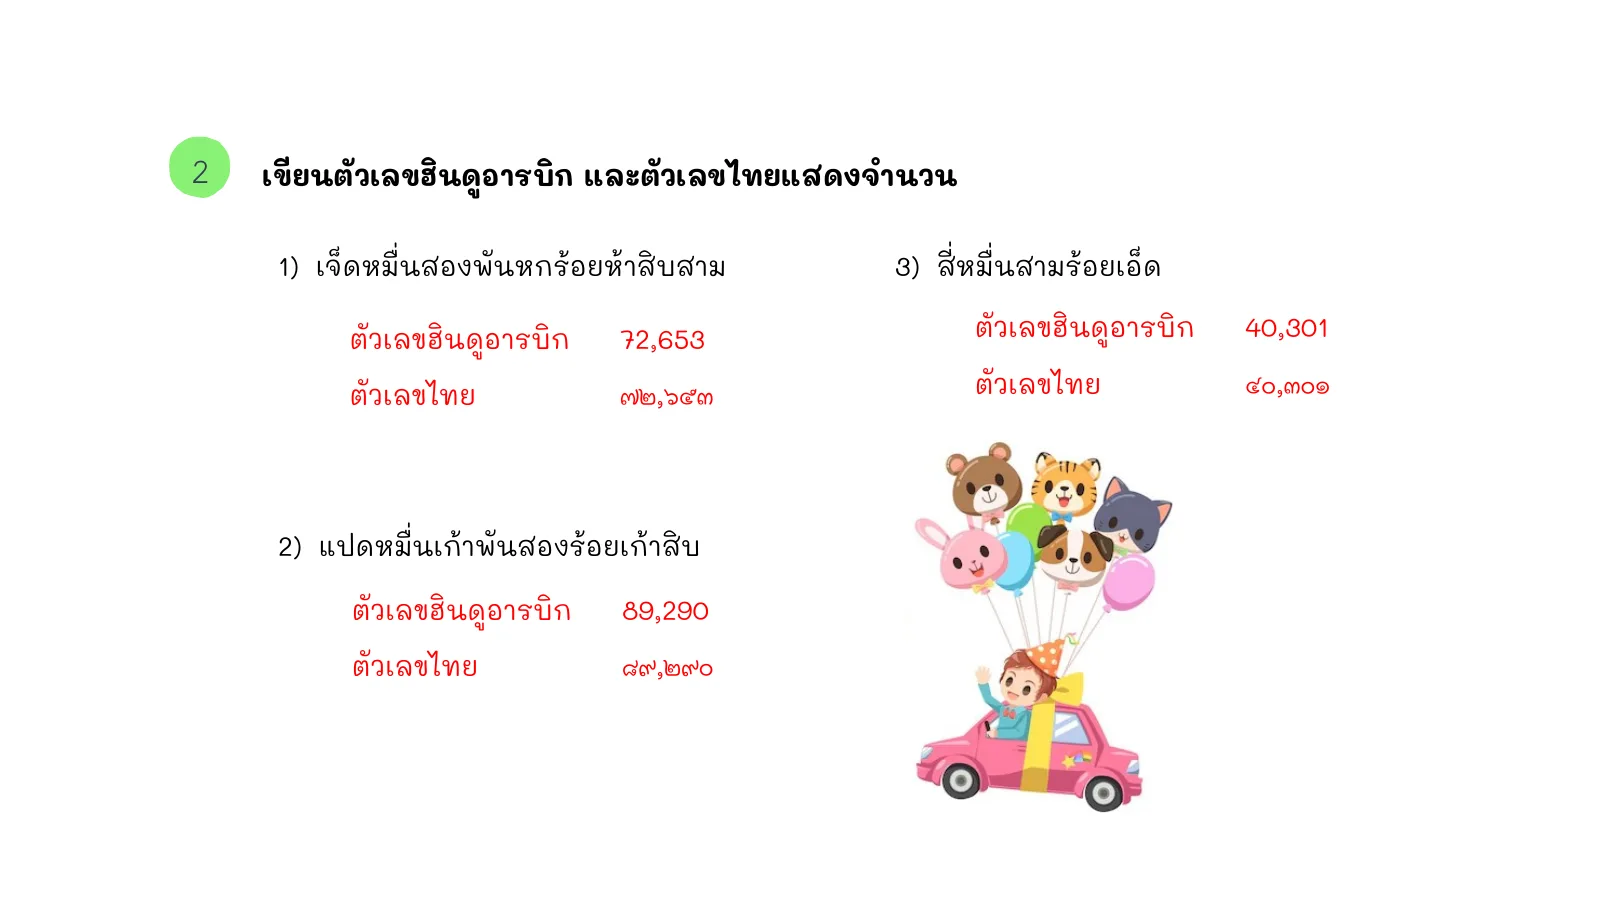 2
เขียนตัวเลขฮินดูอารบิก และตัวเลขไทยแสดงจำนวน
1) เจ็ดหมื่นสองพันหกร้อยห้าสิบสาม
ตัวเลขฮินดูอารบิก 72,653
ตัวเลขไทย ๗๒,๖๕๓
2) แปดหมื่นเก้าพันสองร้อยเก้าสิบ
ตัวเลขฮินดูอารบิก 89,290
ตัวเลขไทย ๘๙,๒๙๐
3) สี่หมื่นสามร้อยเอ็ด
ตัวเลขฮินดูอารบิก 40,301
ตัวเลขไทย ๔๐,๓๐๑